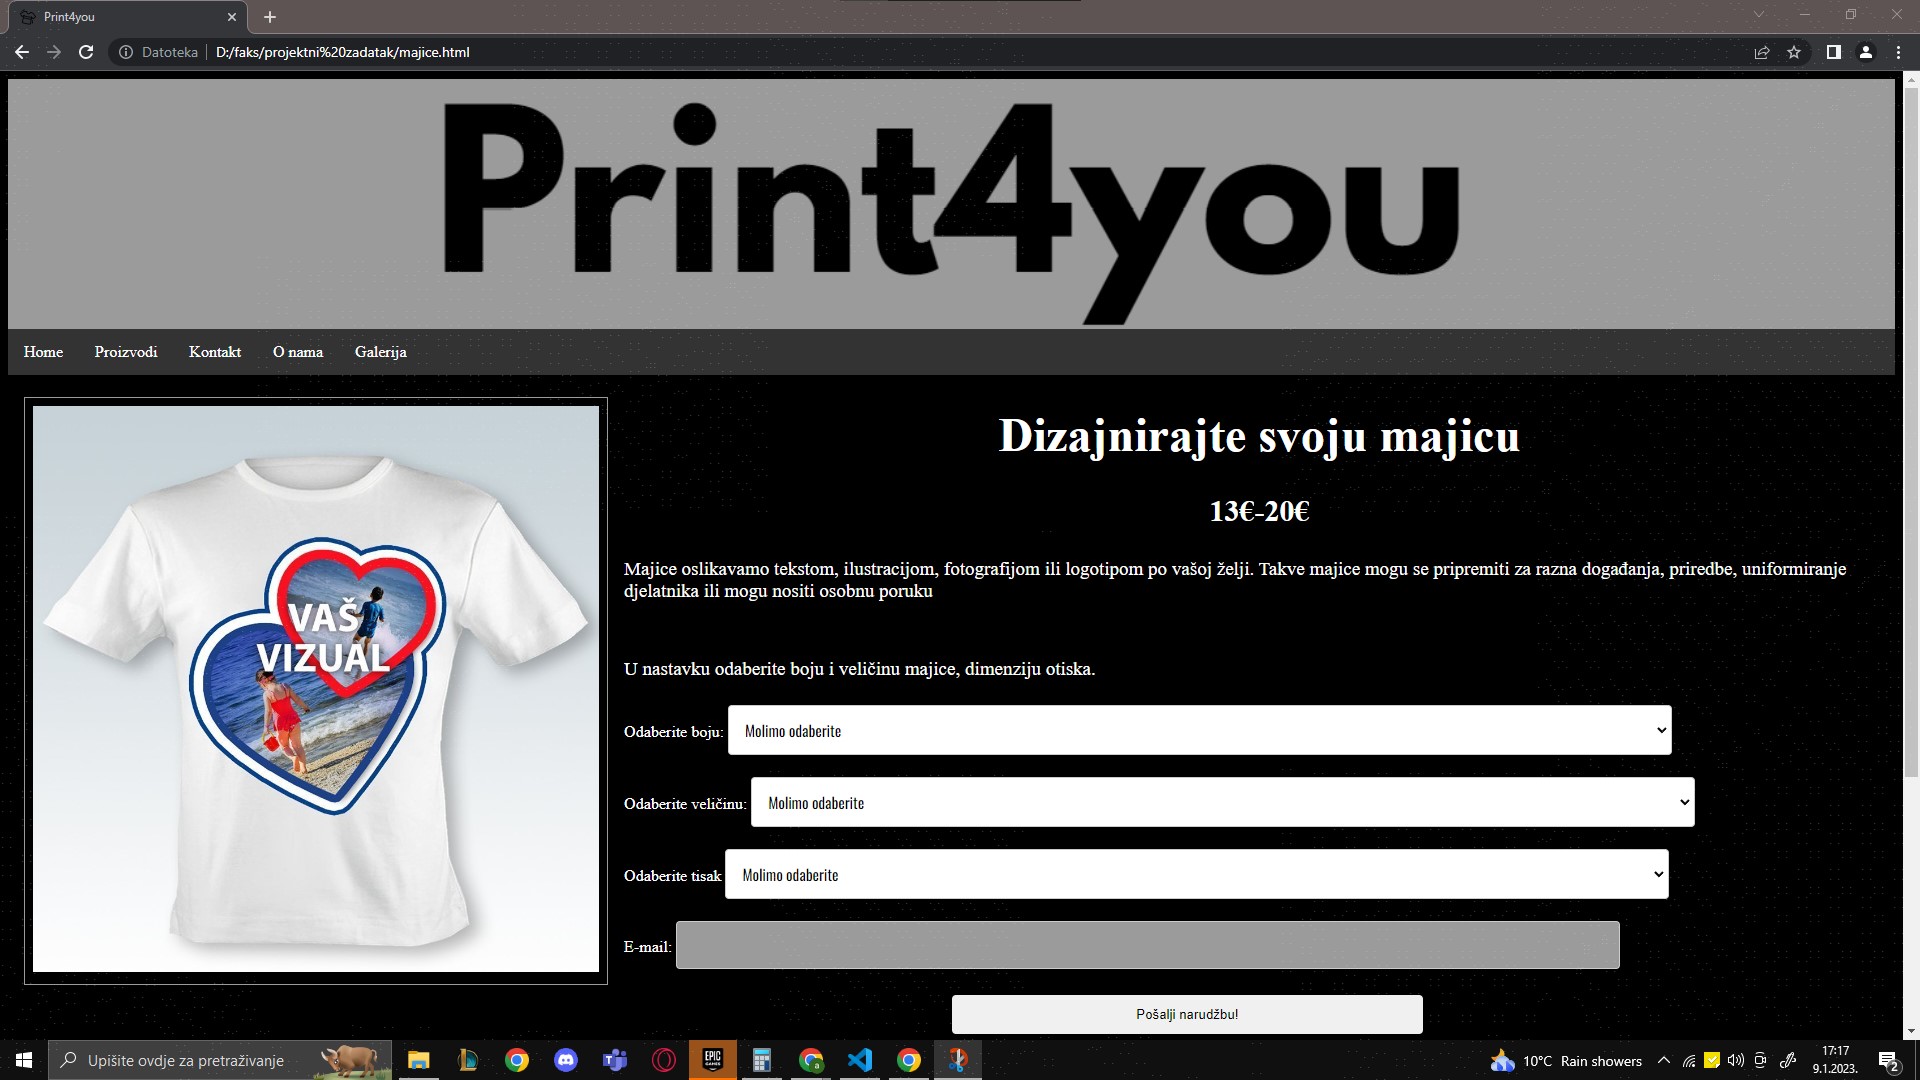 Print4you
Datoteka
D:/faks/projektni%20zadatak/majice.html
Print4you
Home
Proizvodi
Kontakt
O nama
Galerija
VAŠ
VIZUAL
Dizajnirajte svoju majicu
13€-20€
Majice oslikavamo tekstom, ilustracijom, fotografijom ili logotipom po vašoj želji. Takve majice mogu se pripremiti za razna događanja, priredbe, uniformiranje
djelatnika ili mogu nositi osobnu poruku
U nastavku odaberite boju i veličinu majice, dimenziju otiska.
Odaberite boju: Molimo odaberite
Odaberite veličinu: Molimo odaberite
Odaberite tisak Molimo odaberite
E-mail:
Pošalji narudžbu!
Upišite ovdje za pretraživanje
EPIC
GAMES
10°C Rain showers
17:17
9.1.2023.
2